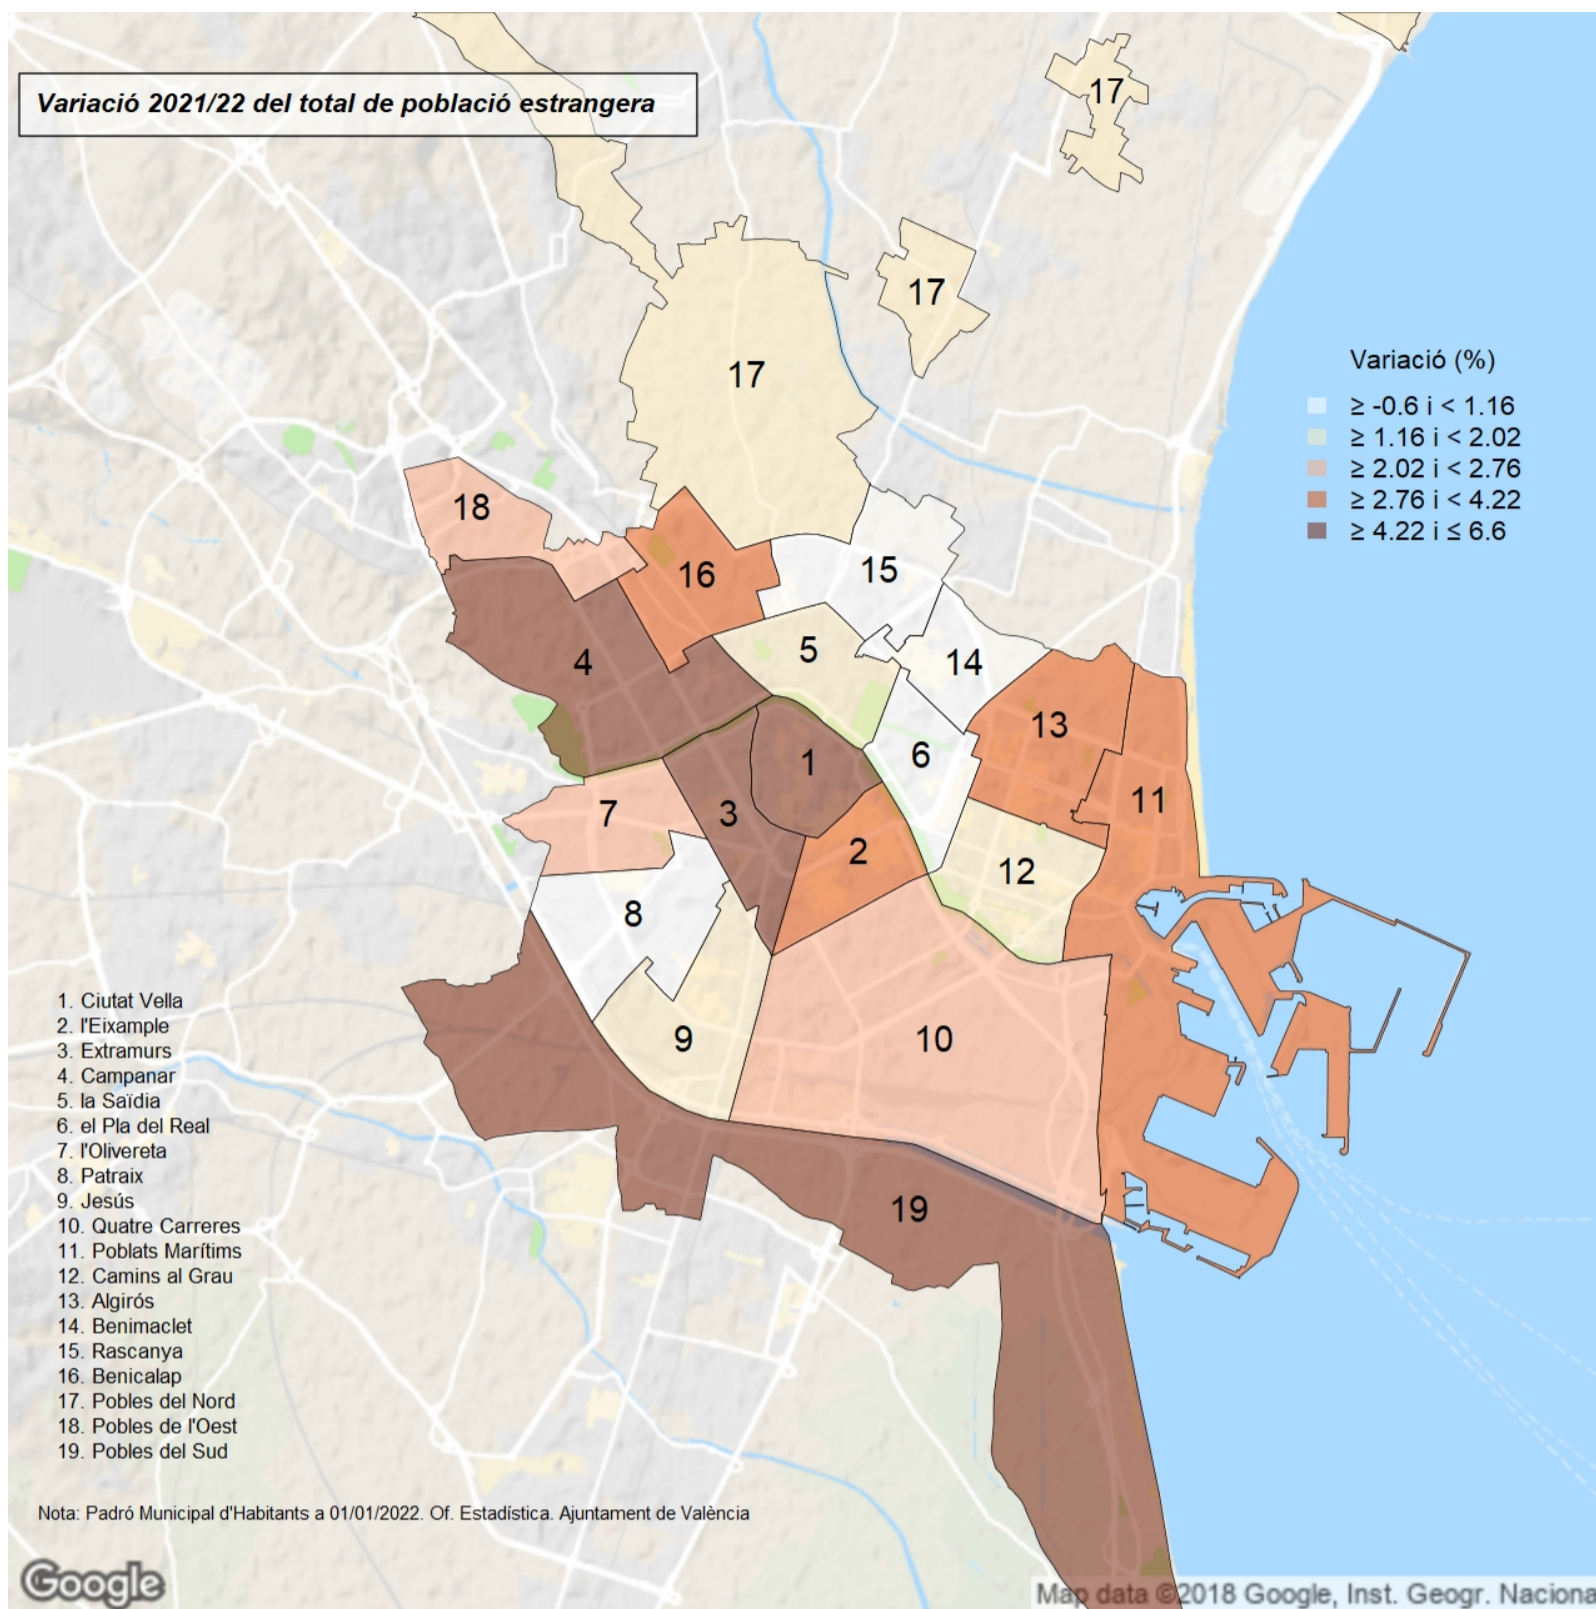 Variació 2021/22 del total de població estrangera
17
17
17
Variació (%)
≥ -0.6 i < 1.16
≥ 1.16 i < 2.02
≥ 2.02 i < 2.76
≥ 2.76 i < 4.22
≥ 4.22 i ≤ 6.6
18
16
15
5
4
14
13
6
1
11
7
3
2
12
8
9
10
19
1. Ciutat Vella
2. l'Eixample
3. Extramurs
4. Campanar
5. la Saïdia
6. el Pla del Real
7. l'Olivereta
8. Patraix
9. Jesús
10. Quatre Carreres
11. Poblats Marítims
12. Camins al Grau
13. Algirós
14. Benimaclet
15. Rascanya
16. Benicalap
17. Pobles del Nord
18. Pobles de l'Oest
19. Pobles del Sud
Nota: Padró Municipal d'Habitants a 01/01/2022. Of. Estadística. Ajuntament de València
Google
Map data ©2018 Google, Inst. Geogr. Naciona